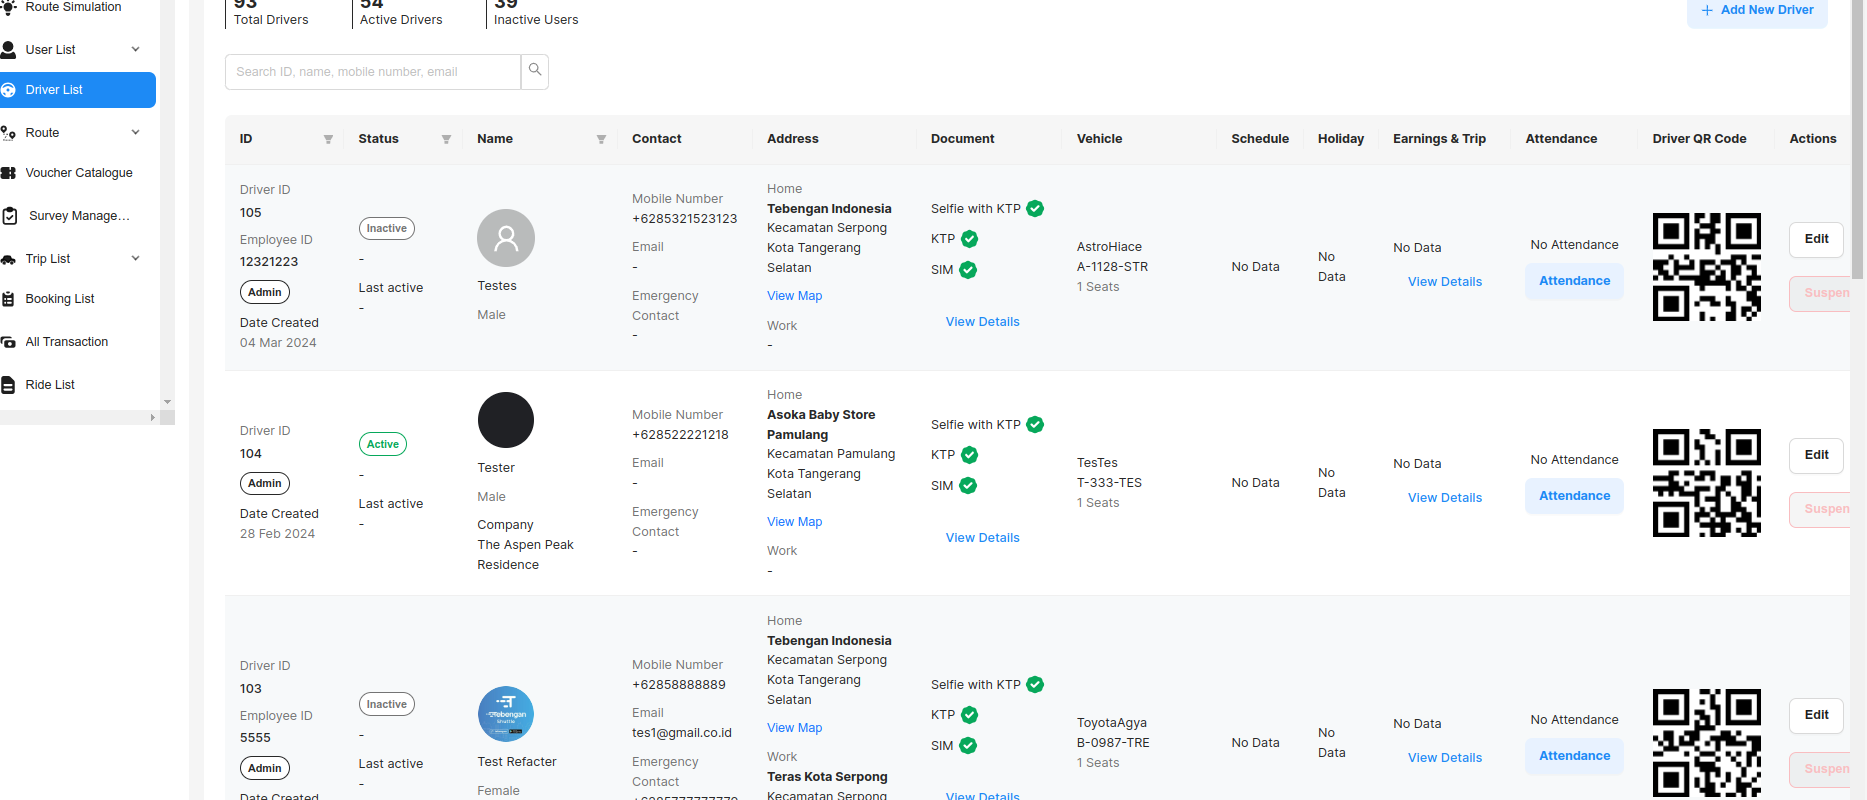 Route Simulation
User List
Driver List
Route
Voucher Catalogue
Survey Manage...
Trip List
Booking List
All Transaction
Ride List
93
Total Drivers
54
Active Drivers
39
Inactive Users
Add New Driver
Search ID, name, mobile number, email
ID
Status
Name
Contact
Address
Document
Vehicle
Schedule
Holiday
Earnings & Trip
Attendance
Driver QR Code
Actions
Driver ID
105
Employee ID
12321223
Admin
Date Created
04 Mar 2024
Inactive
-
Last active
-
Testes
Male
Mobile Number
+6285321523123
Email
-
Emergency
Contact
-
Home
Tebengan Indonesia
Kecamatan Serpong
Kota Tangerang
Selatan
View Map
Work
-
Selfie with KTP
KTP
SIM
View Details
AstroHiace
A-1128-STR
1 Seats
No Data
No
Data
No Data
View Details
No Attendance
Attendance
Edit
Suspen
Driver ID
104
Admin
Date Created
28 Feb 2024
Active
-
Last active
-
Tester
Male
Company
The Aspen Peak
Residence
Mobile Number
+628522221218
Email
-
Emergency
Contact
-
Home
Asoka Baby Store
Pamulang
Kecamatan Pamulang
Kota Tangerang
Selatan
View Map
Work
-
Selfie with KTP
KTP
SIM
View Details
TesTes
T-333-TES
1 Seats
No Data
No
Data
No Data
View Details
No Attendance
Attendance
Edit
Suspen
Driver ID
103
Employee ID
5555
Admin
Date Created
Inactive
-
Last active
-
Tebengan
Test Refacter
Female
Mobile Number
+62858888889
Email
tes1@gmail.co.id
Emergency
Contact
Home
Tebengan Indonesia
Kecamatan Serpong
Kota Tangerang
Selatan
View Map
Work
Teras Kota Serpong
Kecamatan Serpong
Selfie with KTP
KTP
SIM
View Details
ToyotaAgya
B-0987-TRE
1 Seats
No Data
No
Data
No Data
View Details
No Attendance
Attendance
Edit
Suspen